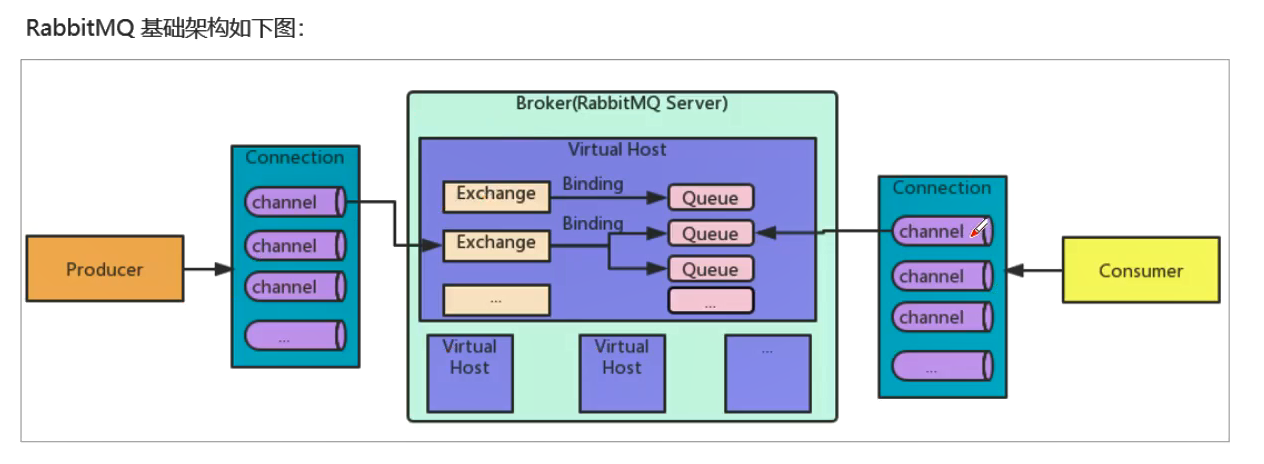 RabbitMQ 基础架构如下图：
Broker(RabbitMQ Server)
Connection
channel
channel
channel
...
Producer
Virtual Host
Exchange
Binding
Queue
Exchange
Binding
Queue
Queue
...
...
Virtual
Host
Virtual
Host
...
Connection
channel
channel
channel
...
Consumer